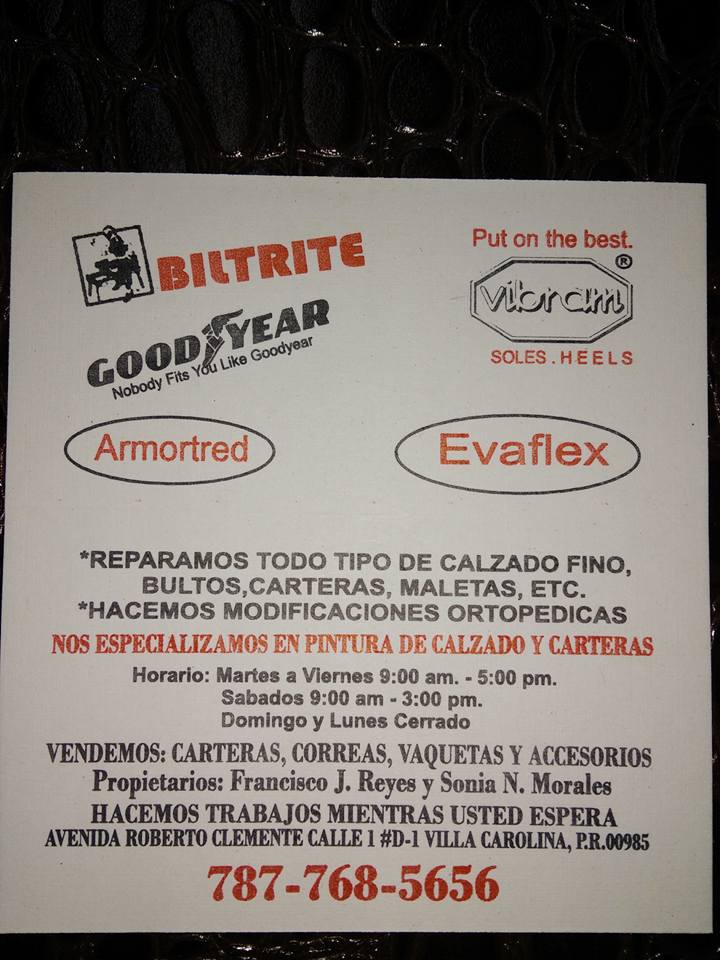 BILTRITE
GOODYEAR
Nobody Fits You Like Goodyear
Put on the best.
vibram®
SOLES.HEELS
Armortred
Evaflex
*REPARAMOS TODO TIPO DE CALZADO FINO,
BULTOS,CARTERAS, MALETAS, ETC.
*HACEMOS MODIFICACIONES ORTOPEDICAS
NOS ESPECIALIZAMOS EN PINTURA DE CALZADO Y CARTERAS
Horario: Martes a Viernes 9:00 am. - 5:00 pm.
Sabados 9:00 am - 3:00 pm.
Domingo y Lunes Cerrado
VENDEMOS: CARTERAS, CORREAS, VAQUETAS Y ACCESORIOS
Propietarios: Francisco J. Reyes y Sonia N. Morales
HACEMOS TRABAJOS MIENTRAS USTED ESPERA
AVENIDA ROBERTO CLEMENTE CALLE 1 #D-1 VILLA CAROLINA, P.R.00985
787-768-5656